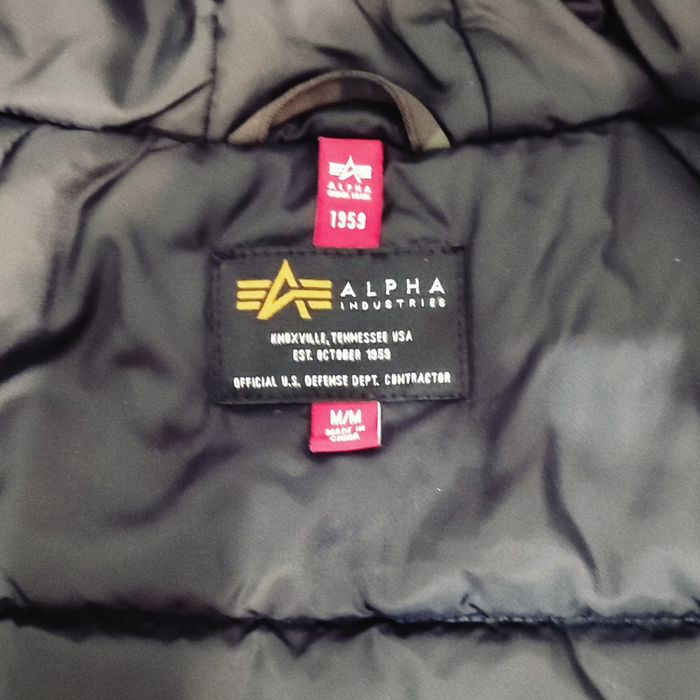 ALPHA
1959
ALPHA
INDUSTRIES
KNOXVILLE, TENNESSEE USA
EST. OCTOBER 1959
OFFICIAL U.S. DEFENSE DEPT. CONTRACTOR
M/M
MADE IN
CHINA